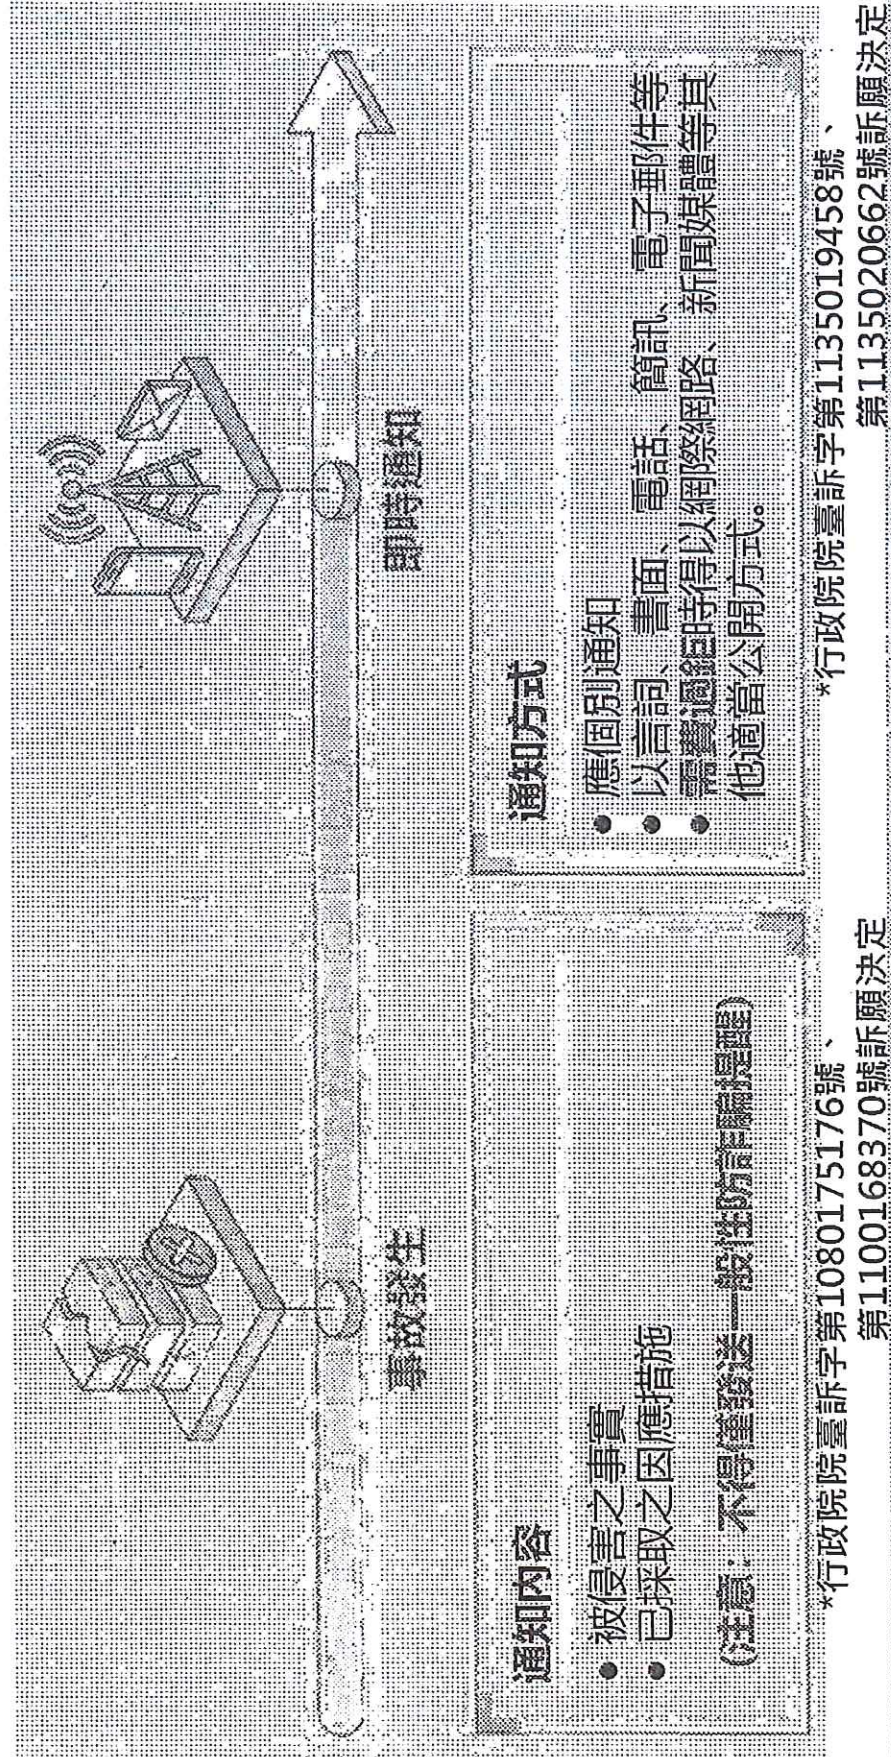 事故發生
即時通知
通知內容
• 被侵害之事實
• 已採取之因應措施
(注意：不得僅發送一般性防詐騙提醒)
*行政院院臺訴字第1080175176號、
第1100168370號訴願決定
通知方式
• 應個別通知
• 以言詞、書面、電話、簡訊、電子郵件等
• 需費過鉅時得以網際網路、新聞媒體等其
他適當公開方式。
*行政院院臺訴字第1135019458號、
第1135020662號訴願決定